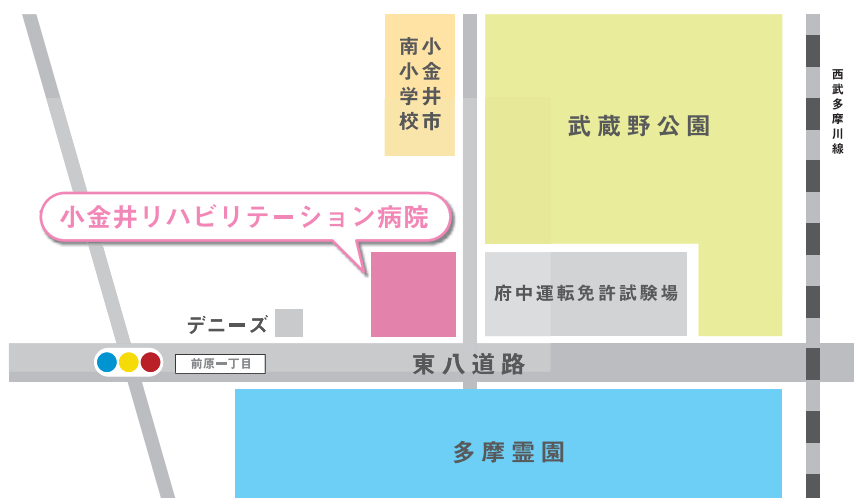 小金井市
南小学校
武蔵野公園
西武多摩川線
小金井リハビリテーション病院
府中運転免許試験場
デニーズ
前原一丁目
東八道路
多摩霊園